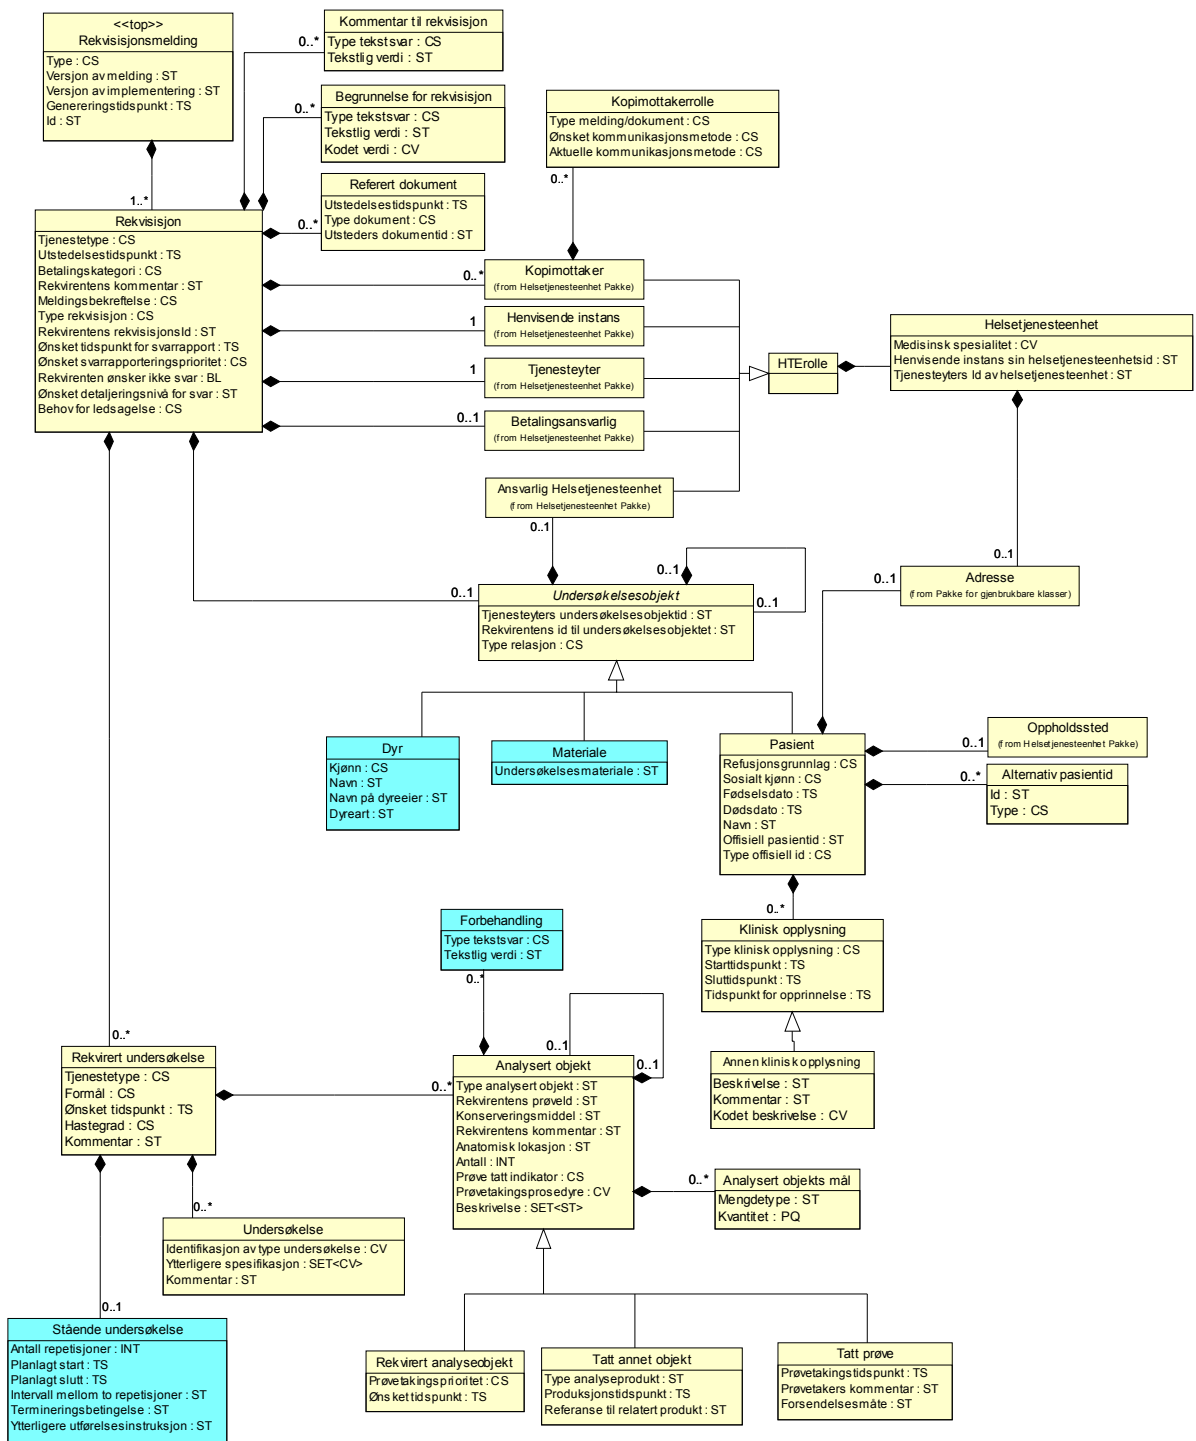 <<top>>
Rekvisisjonsmelding
Type : CS
Versjon av melding : ST
Versjon av implementering : ST
Genereringstidspunkt : TS
Id : ST
1..*
Kommentar til rekvisisjon
Type tekstsvar : CS
Tekstlig verdi : ST
0..*
Begrunnelse for rekvisisjon
Type tekstsvar : CS
Tekstlig verdi : ST
Kodet verdi : CV
0..*
Referert dokument
Utstedelsestidspunkt : TS
Type dokument : CS
Utsteders dokumentid : ST
0..*
Kopimottakerrolle
Type melding/dokument : CS
Ønsket kommunikasjonsmetode : CS
Aktuelle kommunikasjonsmetode : CS
0..*
Rekvisisjon
Tjenestetype : CS
Utstedelsestidspunkt : TS
Betalingskategori : CS
Rekvirentens kommentar : ST
Meldingsbekreftelse : CS
Type rekvisisjon : CS
Rekvirentens rekvisisjonsId : ST
Ønsket tidspunkt for svarrapport : TS
Ønsket svarrapporteringsprioritet : CS
Rekvirenten ønsker ikke svar : BL
Ønsket detaljeringsnivå for svar : ST
Behov for ledsagelse : CS
0..*
Kopimottaker
(from Helsetjenesteenhet Pakke)
1
Henvisende instans
(from Helsetjenesteenhet Pakke)
1
Tjenesteyter
(from Helsetjenesteenhet Pakke)
0..1
Betalingsansvarlig
(from Helsetjenesteenhet Pakke)
Ansvarlig Helsetjenesteenhet
(from Helsetjenesteenhet Pakke)
0..1
HTErolle
Helsetjenesteenhet
Medisinsk spesialitet : CV
Henvisende instans sin helsetjenesteenhetsid : ST
Tjenesteyters Id av helsetjenesteenhet : ST
0..1
Adresse
(from Pakke for gjenbrukbare klasser)
0..1
0..1
Undersøkelsesobjekt
Tjenesteyters undersøkelsesobjektid : ST
Rekvirentens id til undersøkelsesobjektet : ST
Type relasjon : CS
0..1
0..1
Dyr
Kjønn : CS
Navn : ST
Navn på dyreeier : ST
Dyreart : ST
Materiale
Undersøkelsesmateriale : ST
Pasient
Refusjonsgrunnlag : CS
Sosialt kjønn : CS
Fødselsdato : TS
Dødsdato : TS
Navn : ST
Offisiell pasientid : ST
Type offisiell id : CS
0..1
Oppholdssted
(from Helsetjenesteenhet Pakke)
0..*
Alternativ pasientid
Id : ST
Type : CS
0..*
Klinisk opplysning
Type klinisk opplysning : CS
Starttidspunkt : TS
Sluttidspunkt : TS
Tidspunkt for opprinnelse : TS
Annen klinisk opplysning
Beskrivelse : ST
Kommentar : ST
Kodet beskrivelse : CV
Forbehandling
Type tekstsvar : CS
Tekstlig verdi : ST
0..*
0..1
0..1
0..*
Rekvirert undersøkelse
Tjenestetype : CS
Formål : CS
Ønsket tidspunkt : TS
Hastegrad : CS
Kommentar : ST
0..*
Analysert objekt
Type analysert objekt : ST
Rekvirentens prøveId : ST
Konserveringsmiddel : ST
Rekvirentens kommentar : ST
Anatomisk lokasjon : ST
Antall : INT
Prøve tatt indikator : CS
Prøvetakingsprosedyre : CV
Beskrivelse : SET<ST>
0..*
Analysert objekts mål
Mengdetype : ST
Kvantitet : PQ
0..*
Undersøkelse
Identifikasjon av type undersøkelse : CV
Ytterligere spesifikasjon : SET<CV>
Kommentar : ST
0..1
Stående undersøkelse
Antall repetisjoner : INT
Planlagt start : TS
Planlagt slutt : TS
Intervall mellom to repetisjoner : ST
Termineringsbetingelse : ST
Ytterligere utførelsesinstruksjon : ST
Rekvirert analyseobjekt
Prøvetakingsprioritet : CS
Ønsket tidspunkt : TS
Tatt annet objekt
Type analyseprodukt : ST
Produksjonstidspunkt : TS
Referanse til relatert produkt : ST
Tatt prøve
Prøvetakingstidspunkt : TS
Prøvetakers kommentar : ST
Forsendelsesmåte : ST